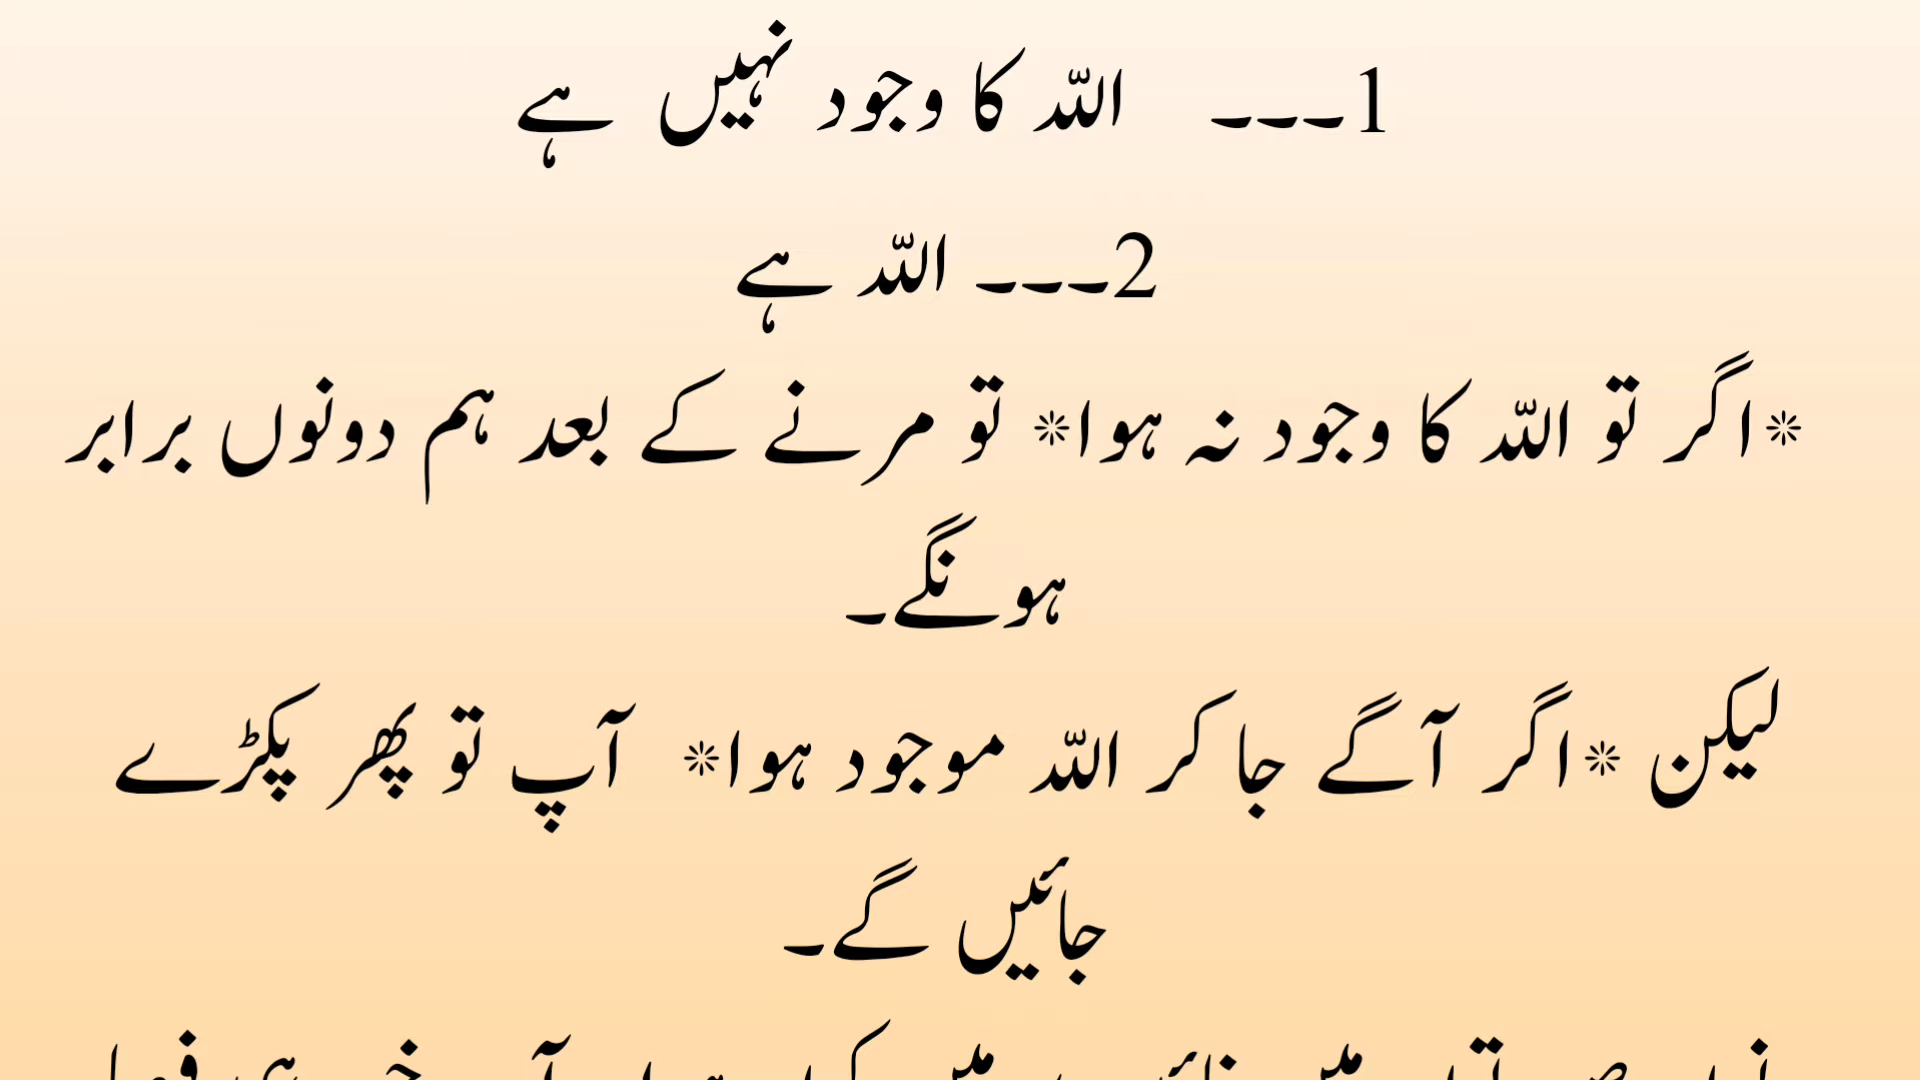 1۔۔۔ اللہ کا وجود نہیں ہے
2۔۔۔ اللہ ہے
*اگر تو اللہ کا وجود نہ ہوا* تو مرنے کے بعد ہم دونوں برابر
ہونگے۔
لیکن *اگر آگے جا کر اللہ موجود ہوا* آپ تو پھر پکڑے
جائیں گے۔